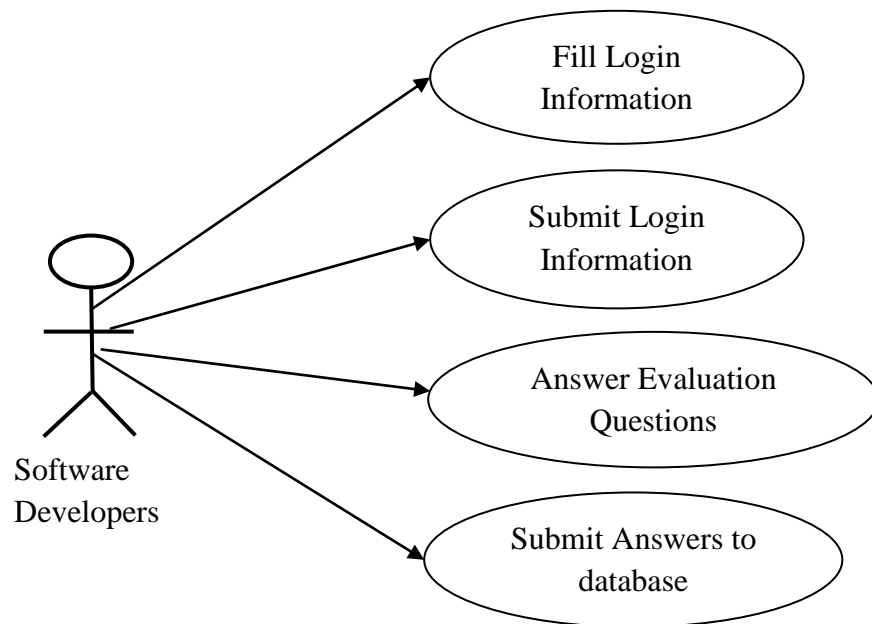 Fill Login
Information
Submit Login
Information
Answer Evaluation
Questions
Software
Developers
Submit Answers to
database